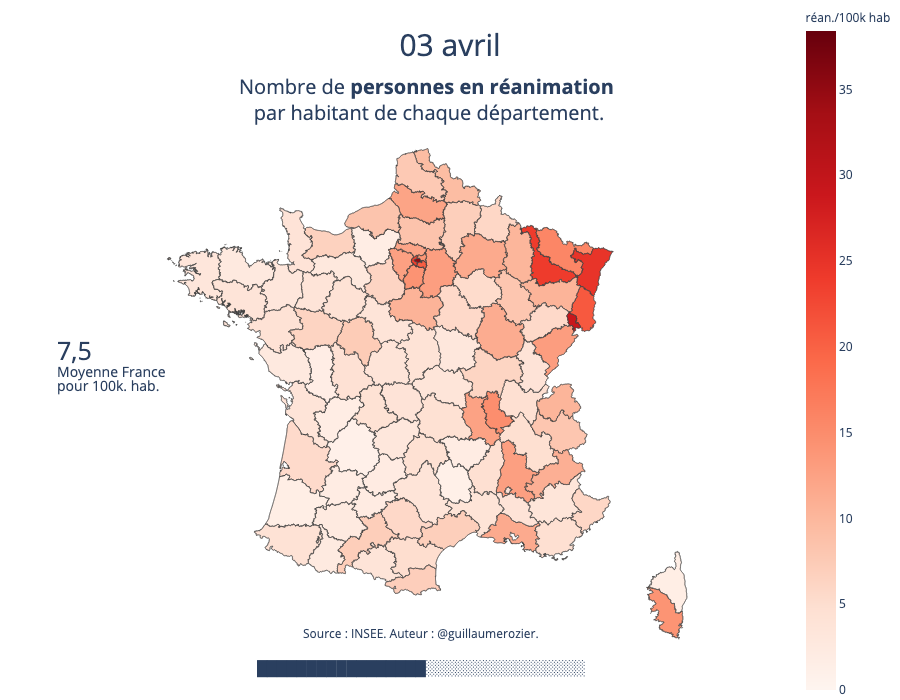 réan./100k hab
03 avril
Nombre de personnes en réanimation
par habitant de chaque département.
35
30
25
20
15
10
5
0
7,5
Moyenne France
pour 100k. hab.
Source : INSEE. Auteur : @guillaumerozier.